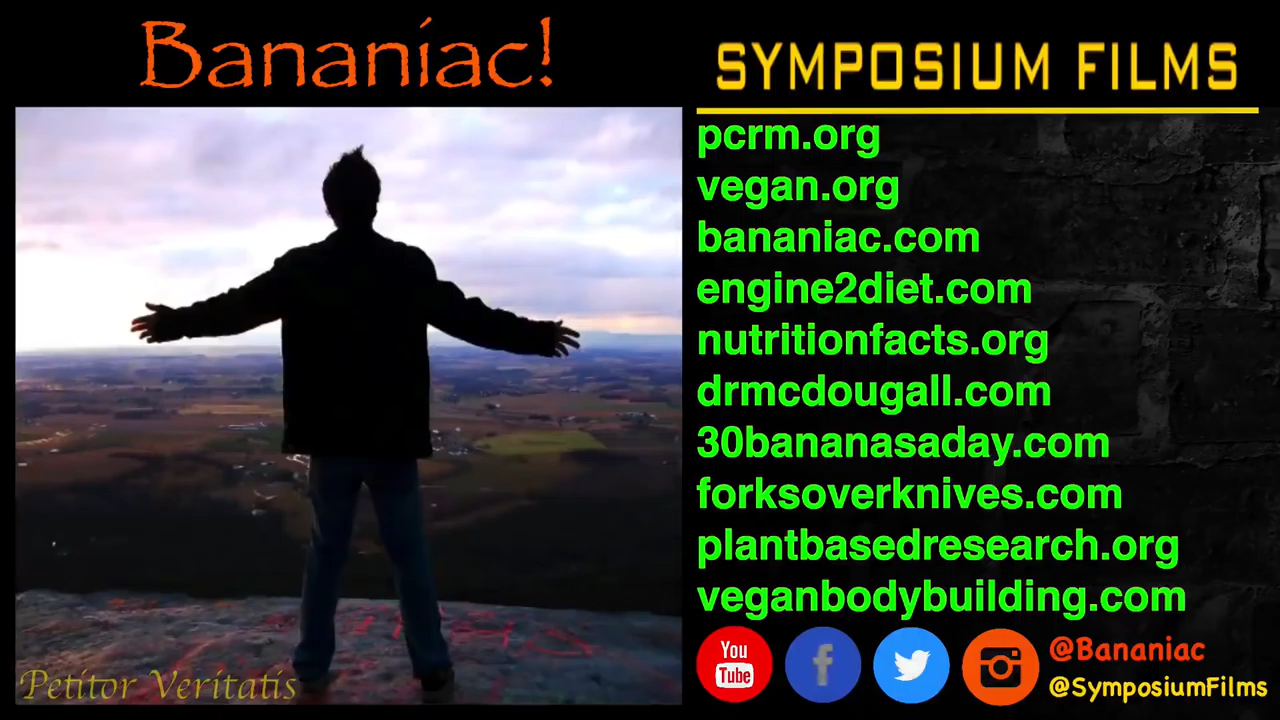 Bananiac!
SYMPOSIUM FILMS
pcrm.org
vegan.org
bananiac.com
engine2diet.com
nutritionfacts.org
drmcdougall.com
30bananasaday.com
forksoverknives.com
plantbasedresearch.org
veganbodybuilding.com
You
Tube
f
@Bananiac
@SymposiumFilms
Petitor Veritatis